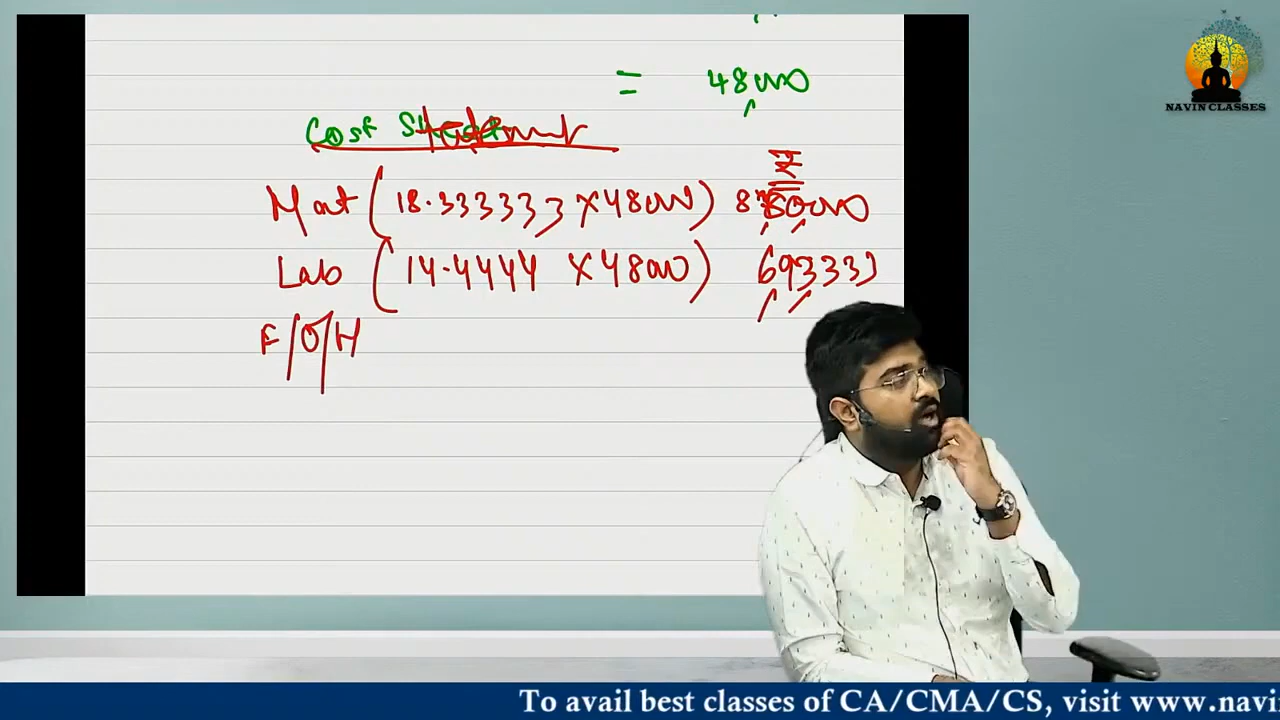 = 48000
NAVIN CLASSES
Cost Statement
₹
Mat (18.333333 × 48000) 880000
Lab (14.4444 × 48000) 693333
F/O/H
To avail best classes of CA/CMA/CS, visit www.navi